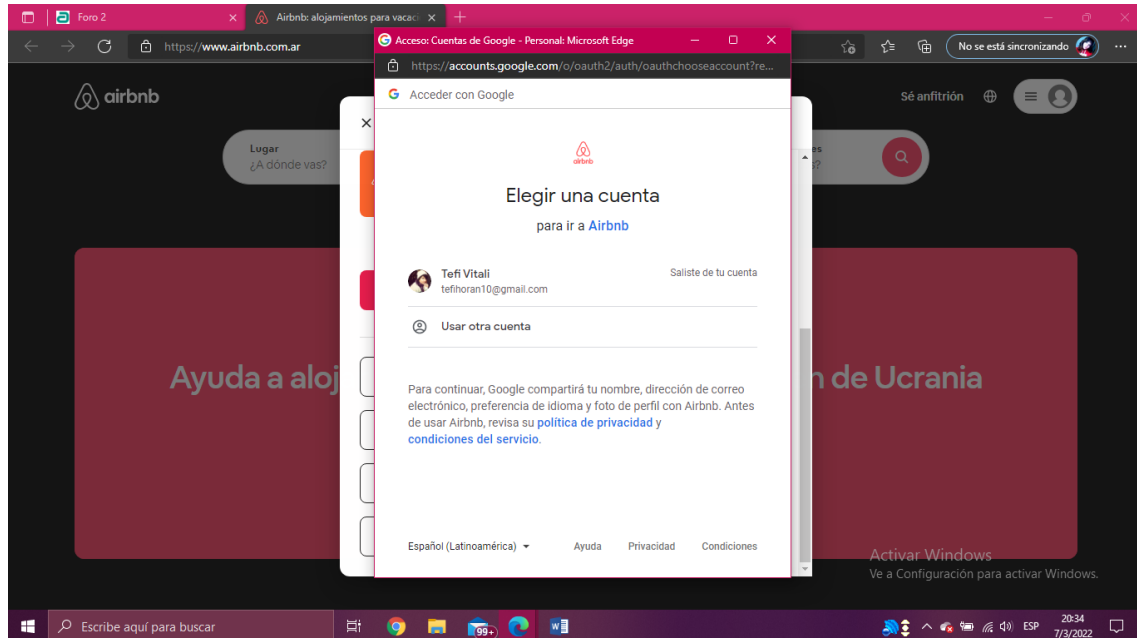 Foro 2
Airbnb: alojamientos para vacac
https://www.airbnb.com.ar
No se está sincronizando
Acceso: Cuentas de Google - Personal: Microsoft Edge
https://accounts.google.com/o/oauth2/auth/oauthchooseaccount?re...
Acceder con Google
airbnb
Sé anfitrión
Lugar
¿A dónde vas?
es
s?
airbnb
Elegir una cuenta
para ir a Airbnb
Tefi Vitali
Saliste de tu cuenta
tefihoran10@gmail.com
Usar otra cuenta
Ayuda a aloj
n de Ucrania
Para continuar, Google compartirá tu nombre, dirección de correo
electrónico, preferencia de idioma y foto de perfil con Airbnb. Antes
de usar Airbnb, revisa su política de privacidad y
condiciones del servicio.
Español (Latinoamérica)
Ayuda
Privacidad
Condiciones
Activar Windows
Ve a Configuración para activar Windows.
Escribe aquí para buscar
99+
ESP
20:34
7/3/2022